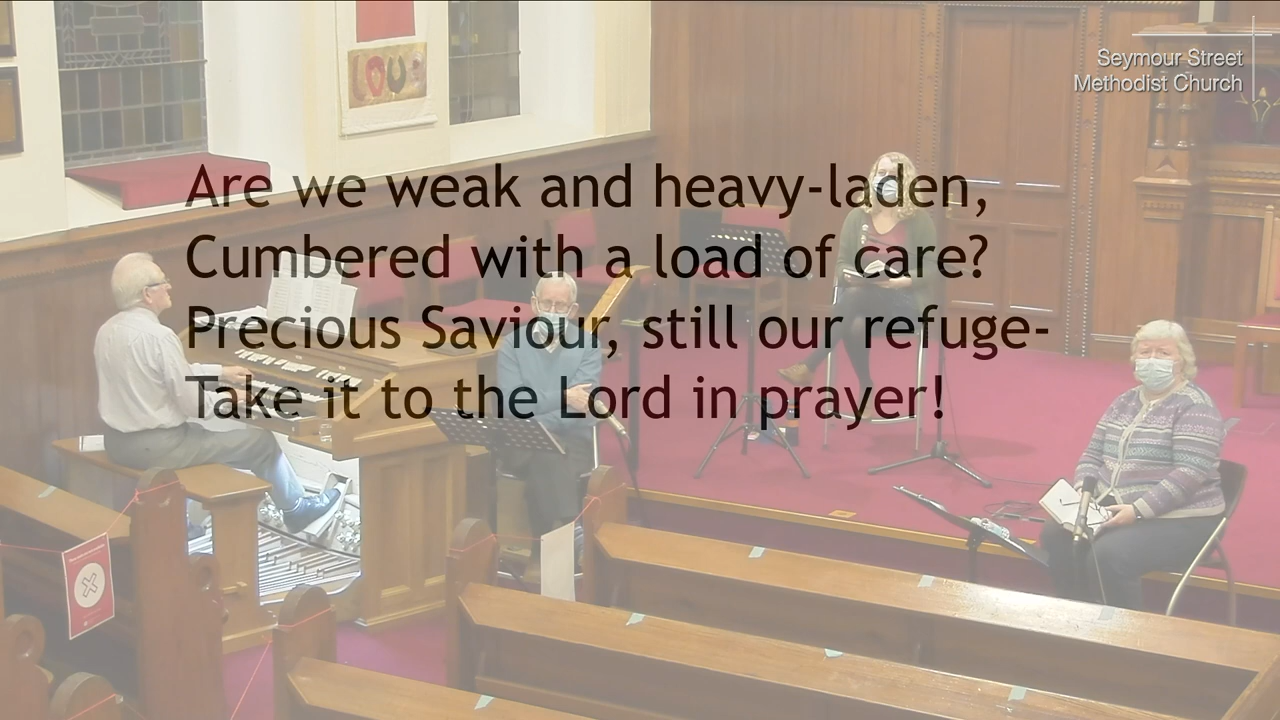 LOVE
Seymour Street
Methodist Church
Are we weak and heavy-laden,
Cumbered with a load of care?
Precious Saviour, still our refuge-
Take it to the Lord in prayer!